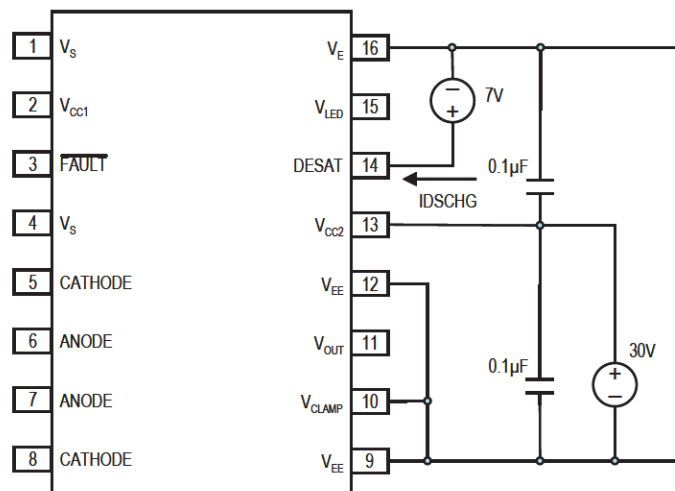 1 VS VE 16
7V
2 VCC1 VLED 15
3 FAULT DESAT 14
0.1µF
IDSCHG
4 VS VCC2 13
5 CATHODE VEE 12
6 ANODE VOUT 11
30V
0.1µF
7 ANODE VCLAMP 10
8 CATHODE VEE 9